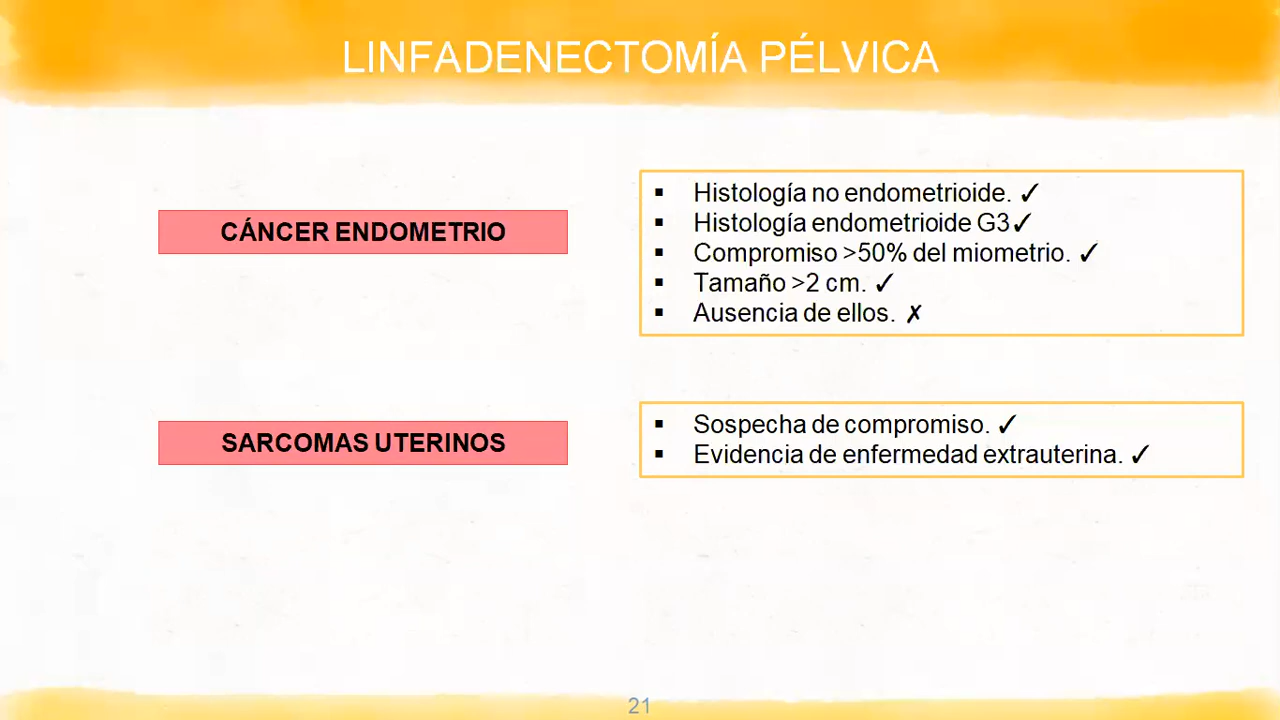 LINFADENECTOMÍA PÉLVICA
CÁNCER ENDOMETRIO
▪ Histología no endometrioide. ✓
▪ Histología endometrioide G3✓
▪ Compromiso >50% del miometrio. ✓
▪ Tamaño >2 cm. ✓
▪ Ausencia de ellos. ✗
SARCOMAS UTERINOS
▪ Sospecha de compromiso. ✓
▪ Evidencia de enfermedad extrauterina. ✓
21